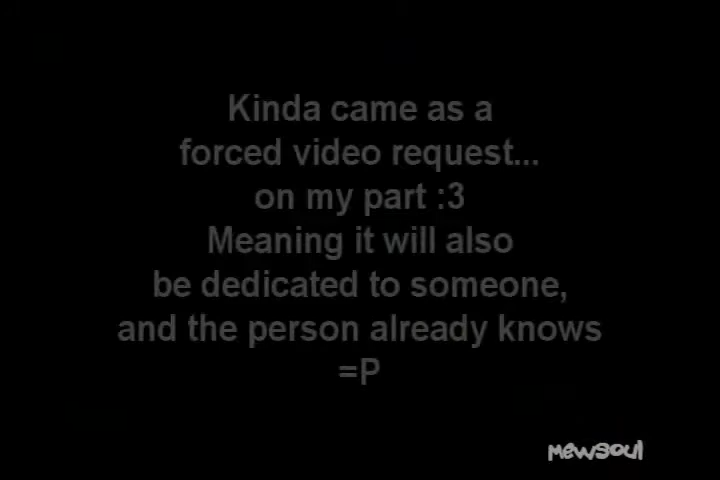 Kinda came as a
forced video request...
on my part :3
Meaning it will also
be dedicated to someone,
and the person already knows
=P
mewsoul